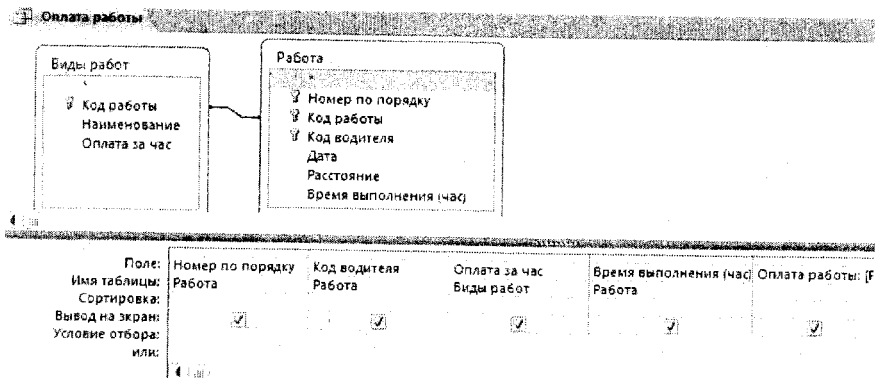 Оплата работы
Виды работ
*
Код работы
Наименование
Оплата за час
Работа
*
Номер по порядку
Код работы
Код водителя
Дата
Расстояние
Время выполнения (час)
Поле: Номер по порядку Код водителя Оплата за час Время выполнения (час) Оплата работы: [
Имя таблицы: Работа Работа Виды работ Работа
Сортировка:
Вывод на экран:
Условие отбора:
или: